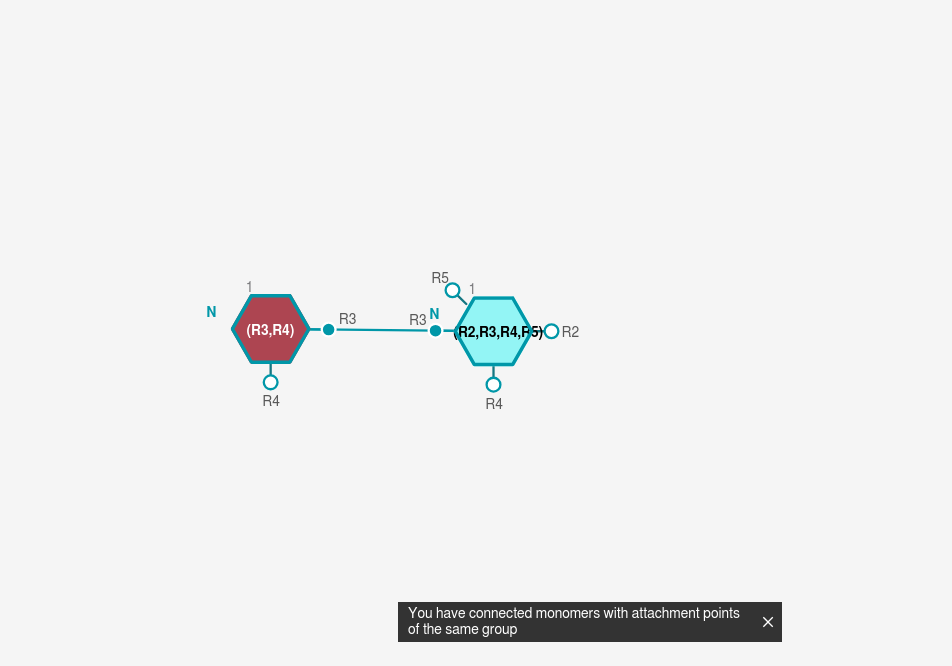 R5
1
1
N
N
R3
R3
(R3,R4)
(R2,R3,R4,R5)
R2
R4
R4
You have connected monomers with attachment points
of the same group